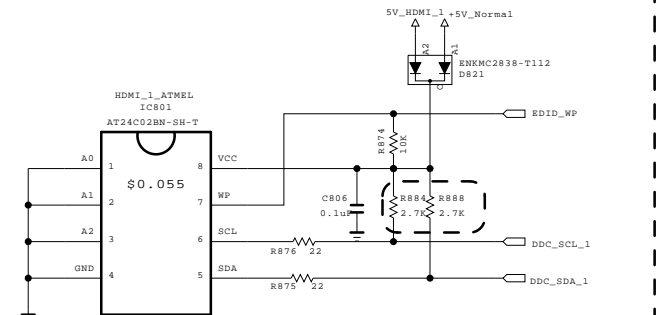 5V_HDMI_1 +5V_Normal
A2
A1
ENKMC2838-T112
D821
C
HDMI_1_ATMEL
IC801
AT24C02BN-SH-T
EDID_WP
R874
10K
A0
1
8
VCC
$0.055
A1
2
7
WP
C806
0.1uF
R884
2.7K
R888
2.7K
A2
3
6
SCL
R876 22
DDC_SCL_1
GND
4
5
SDA
R875 22
DDC_SDA_1